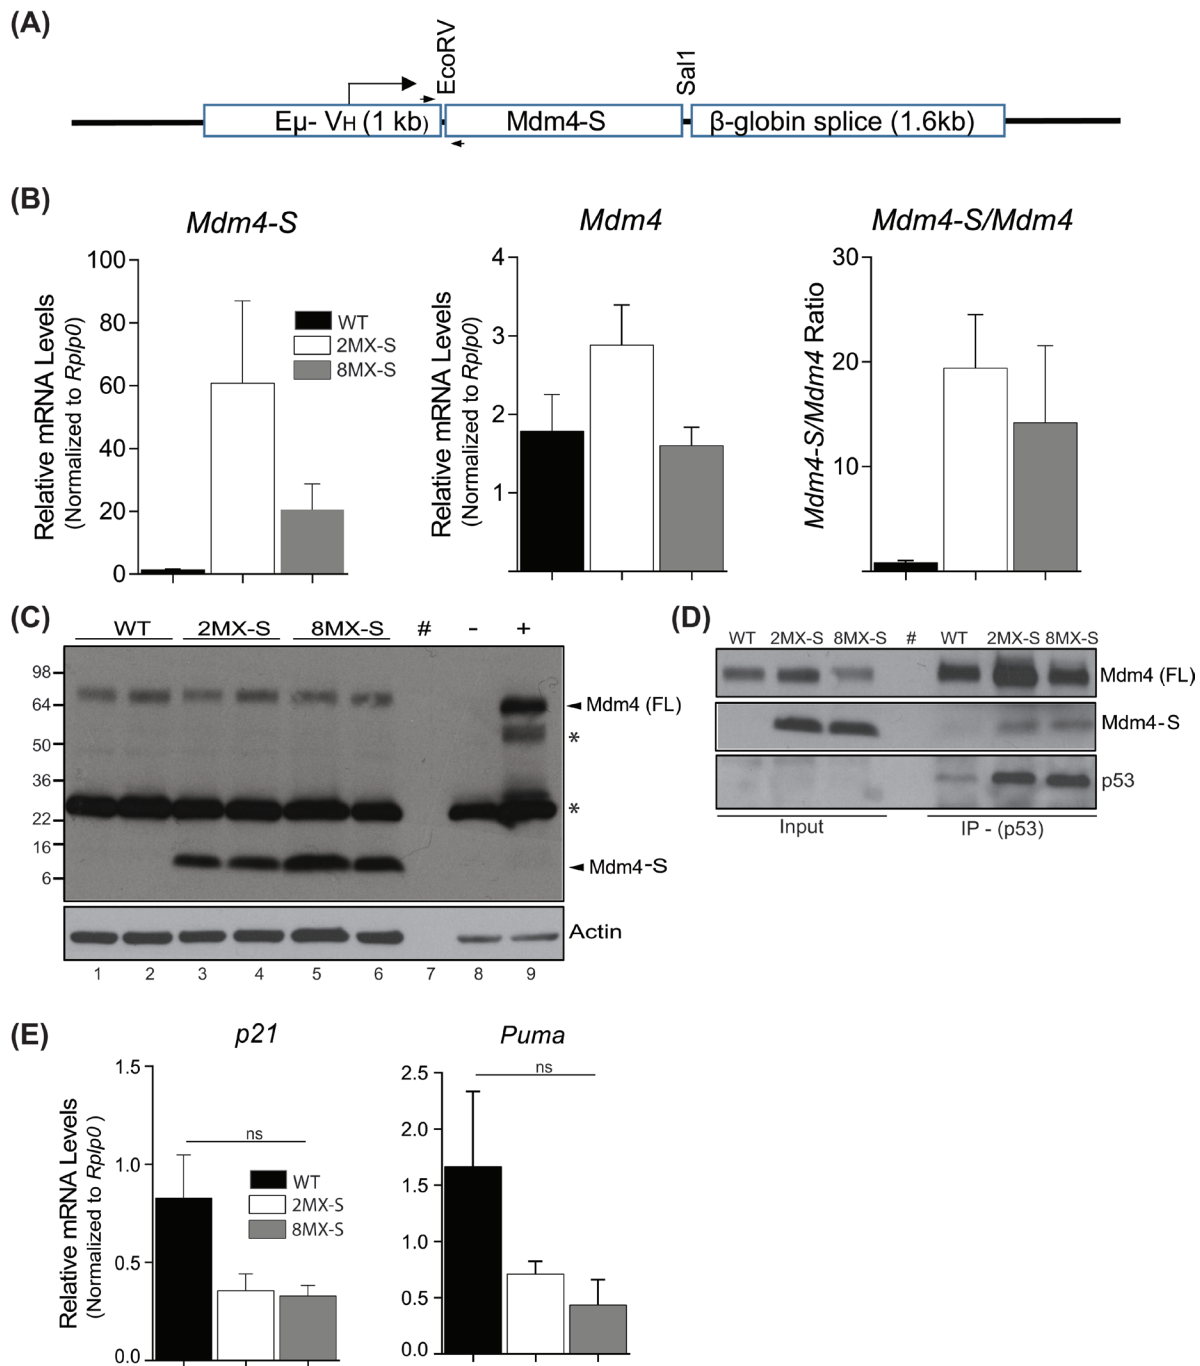 (A)
EcoRV
Sal1
Eμ- VH (1 kb)
Mdm4-S
β-globin splice (1.6kb)
(B)
Mdm4-S
Relative mRNA Levels
(Normalized to Rplp0)
100
80
60
40
20
0
WT
2MX-S
8MX-S
Mdm4
Relative mRNA Levels
(Normalized to Rplp0)
4
3
2
1
Mdm4-S/Mdm4
Mdm4-S/Mdm4 Ratio
30
20
10
(C)
WT 2MX-S 8MX-S # - +
98
64
50
36
22
16
6
Mdm4 (FL)
*
*
Mdm4-S
Actin
1 2 3 4 5 6 7 8 9
(D)
WT 2MX-S 8MX-S # WT 2MX-S 8MX-S
Mdm4 (FL)
Mdm4-S
p53
Input IP - (p53)
(E)
p21
Relative mRNA Levels
(Normalized to Rplp0 )
1.5
1.0
0.5
0.0
ns
WT
2MX-S
8MX-S
Puma
2.5
2.0
1.5
1.0
0.5
0.0
ns